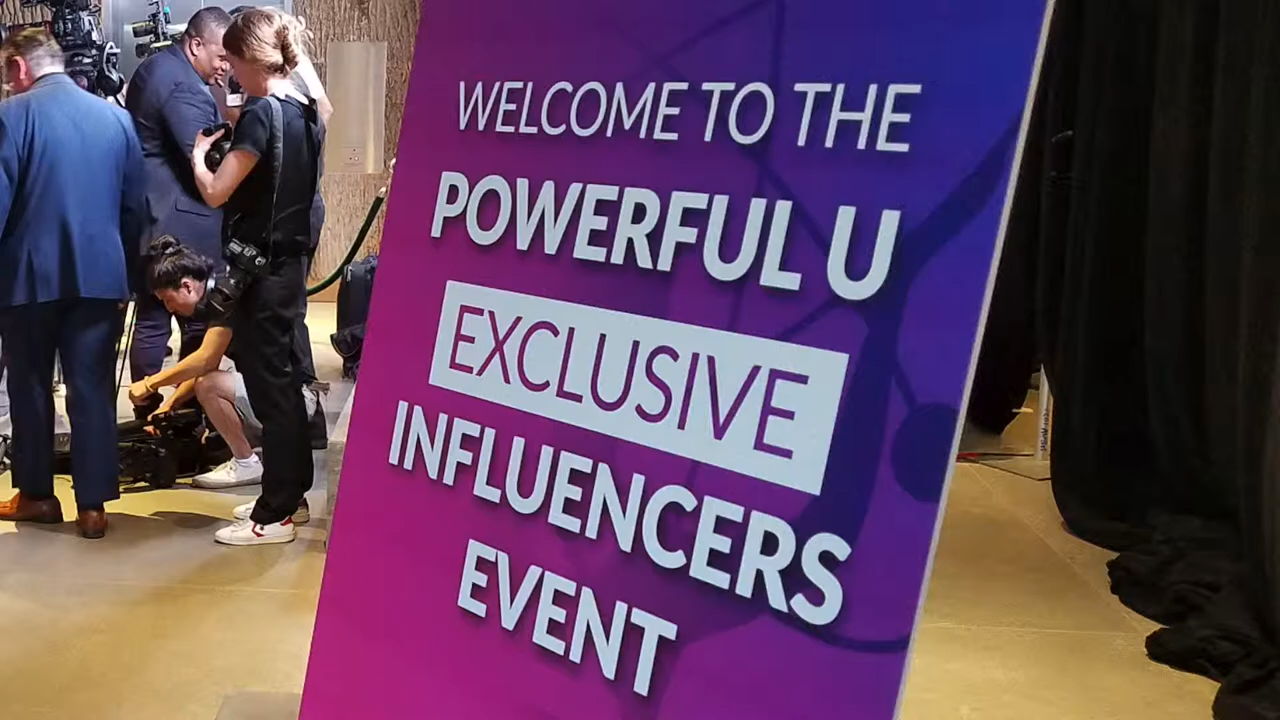 WELCOME TO THE
POWERFUL U
EXCLUSIVE
INFLUENCERS
EVENT